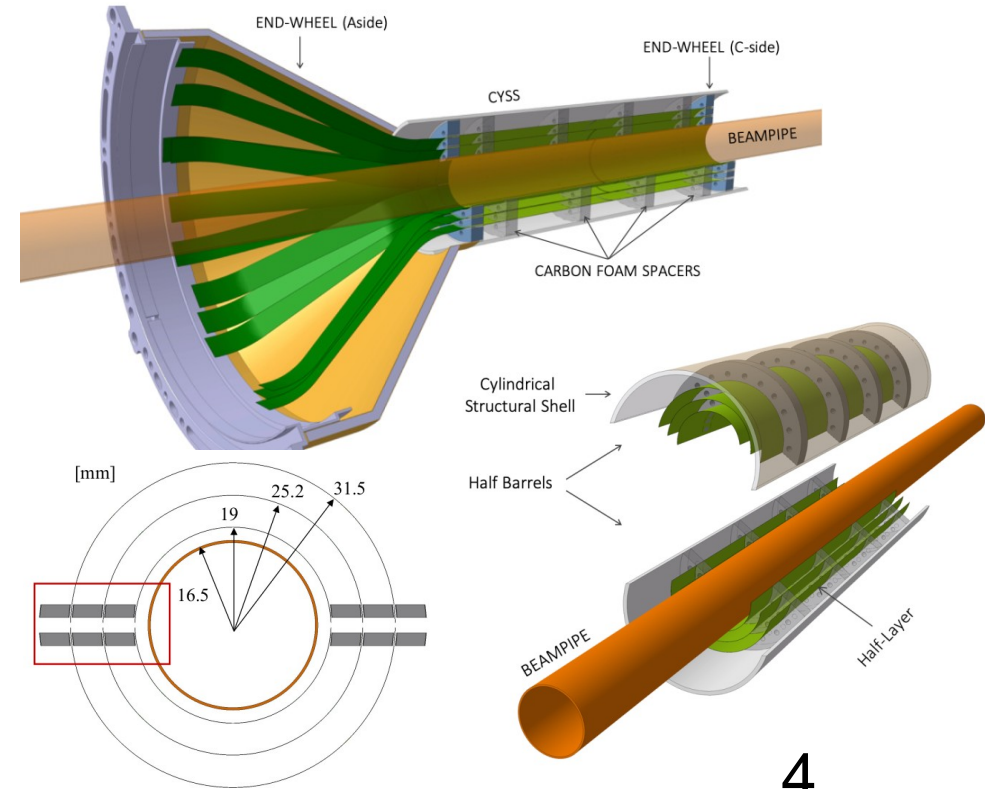 END-WHEEL (Aside)
END-WHEEL (C-side)
CYSS
BEAMPIPE
CARBON FOAM SPACERS
Cylindrical
Structural Shell
Half Barrels
[mm]
25.2
31.5
19
16.5
BEAMPIPE
Half-Layer
4